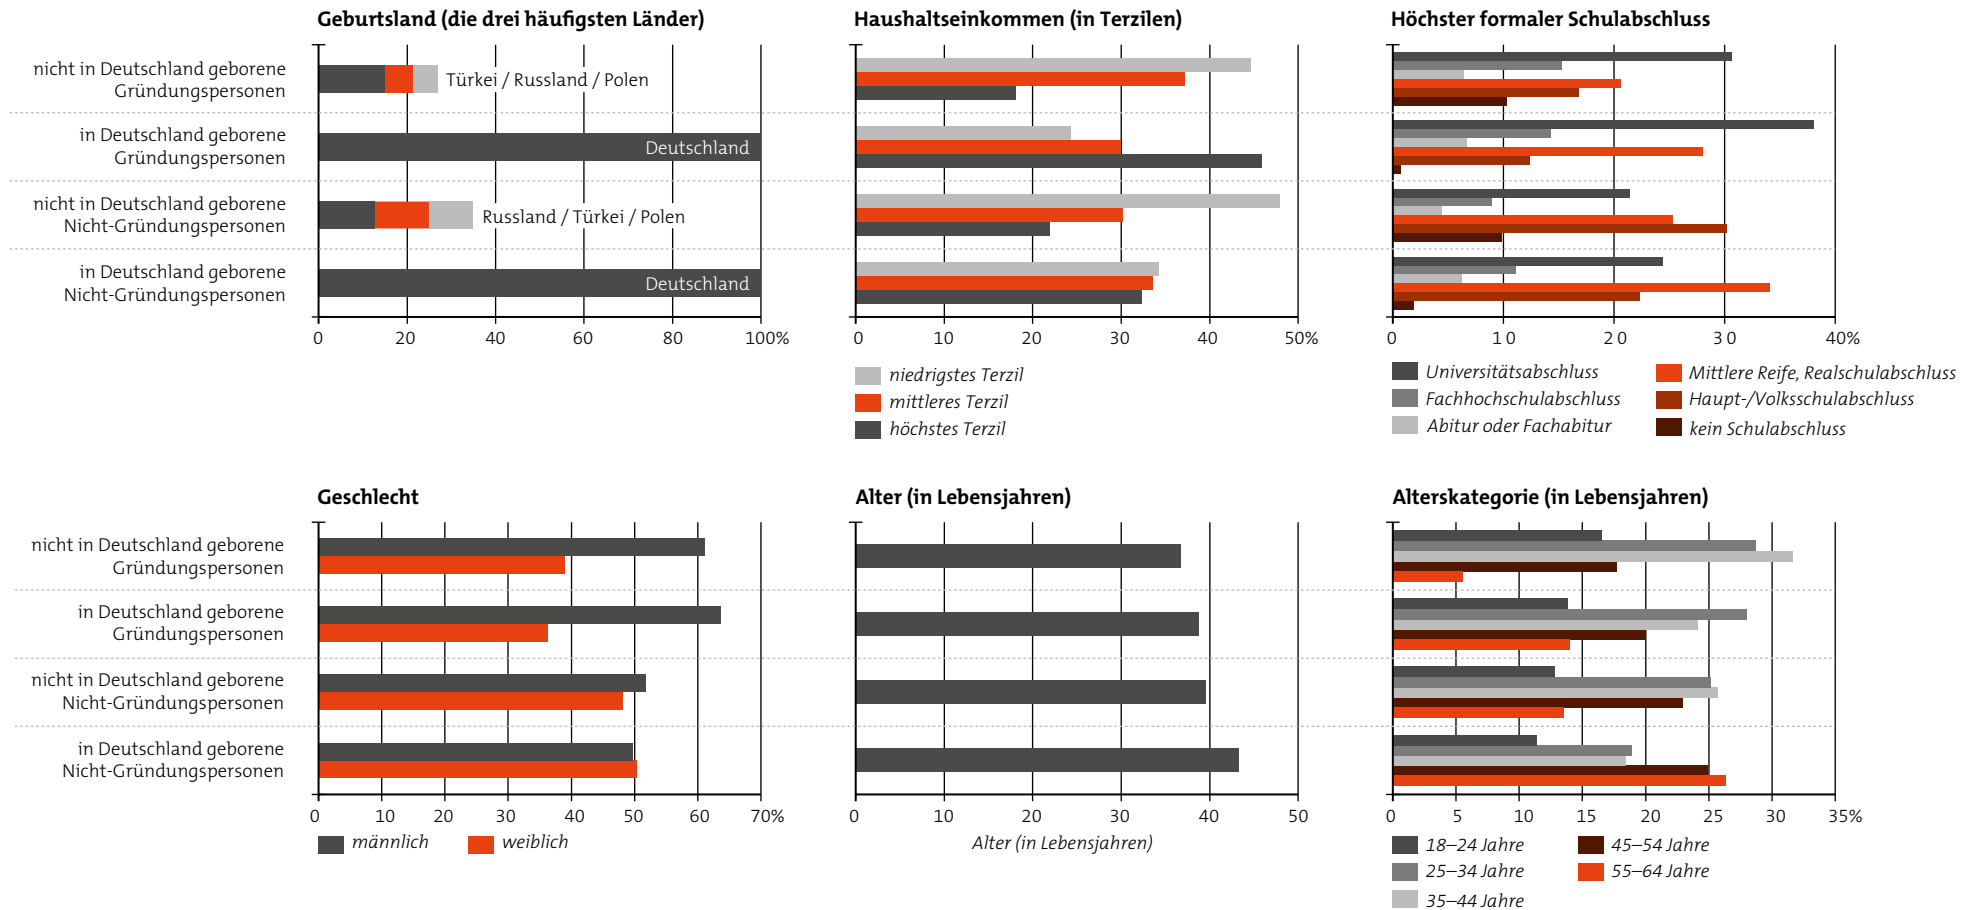 Geburtsland (die drei häufigsten Länder)
Haushaltseinkommen (in Terzilen)
Höchster formaler Schulabschluss
nicht in Deutschland geborene
Gründungspersonen
Türkei / Russland / Polen
in Deutschland geborene
Gründungspersonen
Deutschland
nicht in Deutschland geborene
Nicht-Gründungspersonen
Russland / Türkei / Polen
in Deutschland geborene
Nicht-Gründungspersonen
Deutschland
0 20 40 60 80 100%
0 10 20 30 40 50%
0 10 20 30 40%
niedrigstes Terzil
mittleres Terzil
höchstes Terzil
Universitätsabschluss
Fachhochschulabschluss
Abitur oder Fachabitur
Mittlere Reife, Realschulabschluss
Haupt-/Volksschulabschluss
kein Schulabschluss
Geschlecht
Alter (in Lebensjahren)
Alterskategorie (in Lebensjahren)
nicht in Deutschland geborene
Gründungspersonen
in Deutschland geborene
Gründungspersonen
nicht in Deutschland geborene
Nicht-Gründungspersonen
in Deutschland geborene
Nicht-Gründungspersonen
0 10 20 30 40 50 70%
0 10 20 30 40 50
0 5 10 15 20 25 30 35%
männlich
weiblich
Alter (in Lebensjahren)
18–24 Jahre
25–34 Jahre
35–44 Jahre
45–54 Jahre
55–64 Jahre